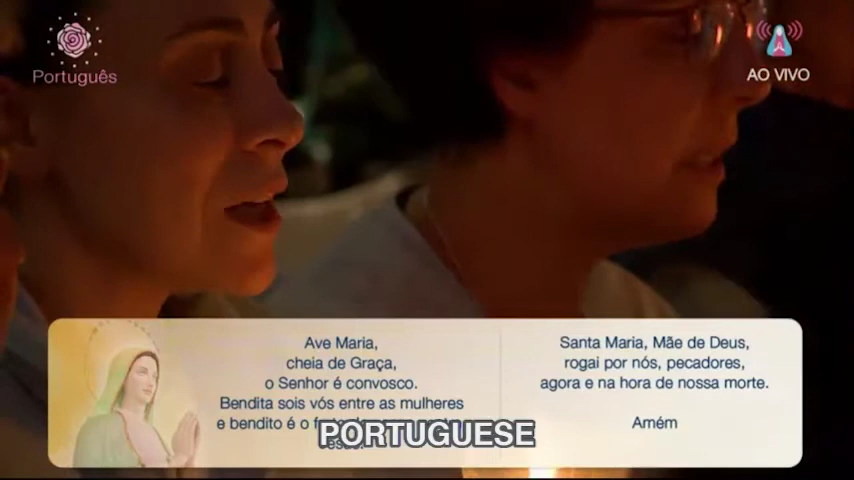 Português
AO VIVO
Ave Maria,
cheia de Graça,
o Senhor é convosco.
Bendita sois vós entre as mulheres
e bendito é o
Santa Maria, Mãe de Deus,
rogai por nós, pecadores,
agora e na hora de nossa morte.
Amém
PORTUGUESE